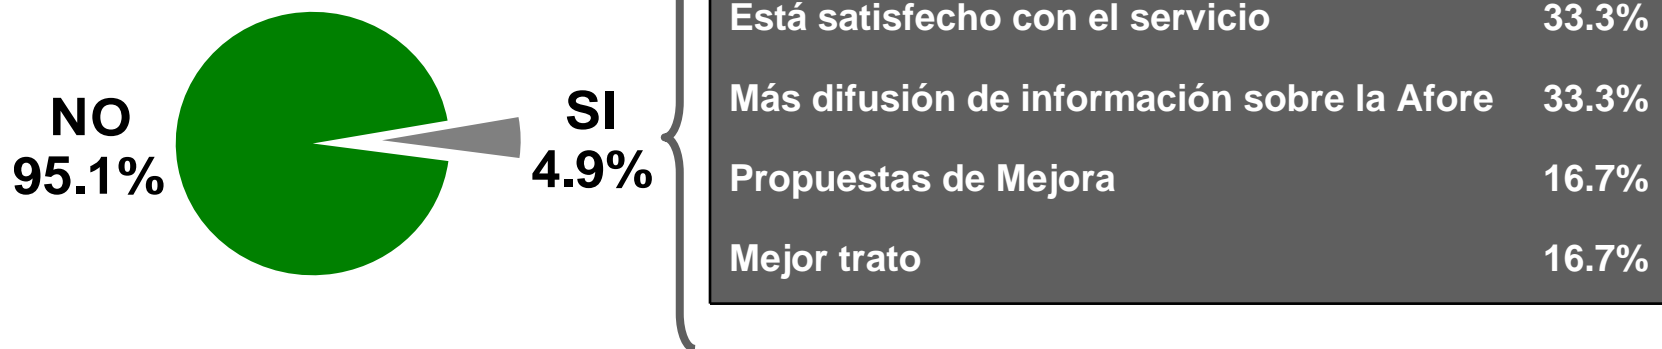 NO
95.1%
SI
4.9%
Está satisfecho con el servicio 33.3%
Más difusión de información sobre la Afore 33.3%
Propuestas de Mejora 16.7%
Mejor trato 16.7%